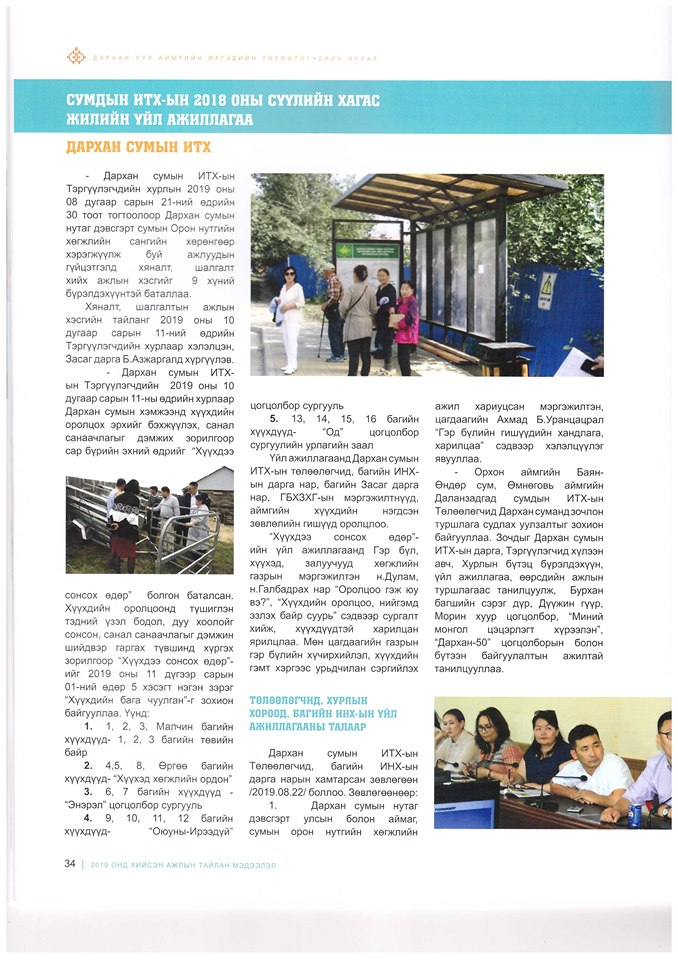 ДАРХАН-УУЛ АЙМГИЙН ИРГЭДИЙН ТӨЛӨӨЛӨГЧДИЙН ХУРАЛ
СУМДЫН ИТХ-ЫН 2018 ОНЫ СҮҮЛИЙН ХАГАС
ЖИЛИЙН ҮЙЛ АЖИЛЛАГАА
ДАРХАН СУМЫН ИТХ
- Дархан сумын ИТХ-ын
Тэргүүлэгчдийн хурлын 2019 оны
08 дугаар сарын 21-ний өдрийн
30 тоот тогтоолоор Дархан сумын
нутаг дэвсгэрт сумын Орон нутгийн
хөгжлийн сангийн хөрөнгөөр
хэрэгжүүлж буй ажлуудын
гүйцэтгэлд хяналт, шалгалт
хийх ажлын хэсгийг 9 хүний
бүрэлдэхүүнтэй баталлаа.
Хяналт, шалгалтын ажлын
хэсгийн тайланг 2019 оны 10
дугаар сарын 11-ний өдрийн
Тэргүүлэгчдийн хурлаар хэлэлцэн,
Засаг дарга Б.Азжаргалд хүргүүлэв.
- Дархан сумын ИТХ-
ын Тэргүүлэгчдийн 2019 оны 10
дугаар сарын 11-ны өдрийн хурлаар
Дархан сумын хэмжээнд хүүхдийн
оролцох эрхийг бэхжүүлэх, санал
санаачлагыг дэмжих зорилгоор
сар бүрийн эхний өдрийг “Хүүхдээ
сонсох өдөр” болгон баталсан.
Хүүхдийн оролцоонд түшиглэн
тэдний үзэл бодол, дуу хоолойг
сонсон, санал санаачлагыг дэмжин
шийдвэр гаргах түвшинд хүргэх
зорилгоор “Хүүхдээ сонсох өдөр”-
ийг 2019 оны 11 дүгээр сарын
01-ний өдөр 5 хэсэгт нэгэн зэрэг
“Хүүхдийн бага чуулган”-г зохион
байгууллаа. Үүнд:
1. 1, 2, 3, Малчин багийн
хүүхдүүд- 1, 2, 3 багийн төвийн
байр
2. 4,5, 8, Өргөө багийн
хүүхдүүд- “Хүүхэд хөгжлийн ордон”
3. 6, 7 багийн хүүхдүүд -
“Энэрэл” цогцолбор сургууль
4. 9, 10, 11, 12 багийн
хүүхдүүд- “Оюуны-Ирээдүй”
цогцолбор сургууль
5. 13, 14, 15, 16 багийн
хүүхдүүд- “Од” цогцолбор
сургуулийн урлагийн заал
Үйл ажиллагаанд Дархан сумын
ИТХ-ын төлөөлөгчид, багийн ИНХ-
ын дарга нар, багийн Засаг дарга
нар, ГБХЗХГ-ын мэргэжилтнүүд,
аймгийн хүүхдийн нэгдсэн
зөвлөлийн гишүүд оролцлоо.
“Хүүхдээ сонсох өдөр”-
ийн үйл ажиллагаанд Гэр бүл,
хүүхэд, залуучууд хөгжлийн
газрын мэргэжилтэн н.Дулам,
н.Галбадрах нар “Оролцоо гэж юу
вэ?”, “Хүүхдийн оролцоо, нийгэмд
эзлэх байр суурь” сэдвээр сургалт
хийж, хүүхдүүдтэй харилцан
ярилцлаа. Мөн цагдаагийн газрын
гэр бүлийн хүчирхийлэл, хүүхдийн
гэмт хэргээс урьдчилан сэргийлэх
ТӨЛӨӨЛӨГЧИД, ХУРЛЫН
ХОРООД, БАГИЙН ИНХ-ЫН ҮЙЛ
АЖИЛЛАГААНЫ ТАЛААР
Дархан сумын ИТХ-ын
Төлөөлөгчид, багийн ИНХ-ын
дарга нарын хамтарсан зөвлөгөөн
/2019.08.22/ боллоо. Зөвлөгөөнөөр:
1. Дархан сумын нутаг
дэвсгэрт улсын болон аймаг,
сумын орон нутгийн хөгжлийн
ажил хариуцсан мэргэжилтэн,
цагдаагийн Ахмад Б.Уранцацрал
“Гэр бүлийн гишүүдийн хандлага,
харилцаа” сэдвээр хэлэлцүүлэг
явууллаа.
- Орхон аймгийн Баян-
Өндөр сум, Өмнөговь аймгийн
Даланзадгад сумдын ИТХ-ын
Төлөөлөгчид Дархан суманд зочлон
туршлага судлах уулзалтыг зохион
байгууллаа. Зочдыг Дархан сумын
ИТХ-ын дарга, Тэргүүлэгчид хүлээн
авч, Хурлын бүтэц бүрэлдэхүүн,
үйл ажиллагаа, өөрсдийн ажлын
туршлагаас танилцуулж, Бурхан
багшийн сэрэг дүр, Дүүжин гүүр,
Морин хуур цогцолбор, “Миний
монгол цэцэрлэгт хүрээлэн”,
“Дархан-50” цогцолборын болон
бүтээн байгуулалтын ажилтай
танилцууллаа.
34 | 2019 ОНД ХИЙСЭН АЖЛЫН ТАЙЛАН МЭДЭЭЛЭЛ